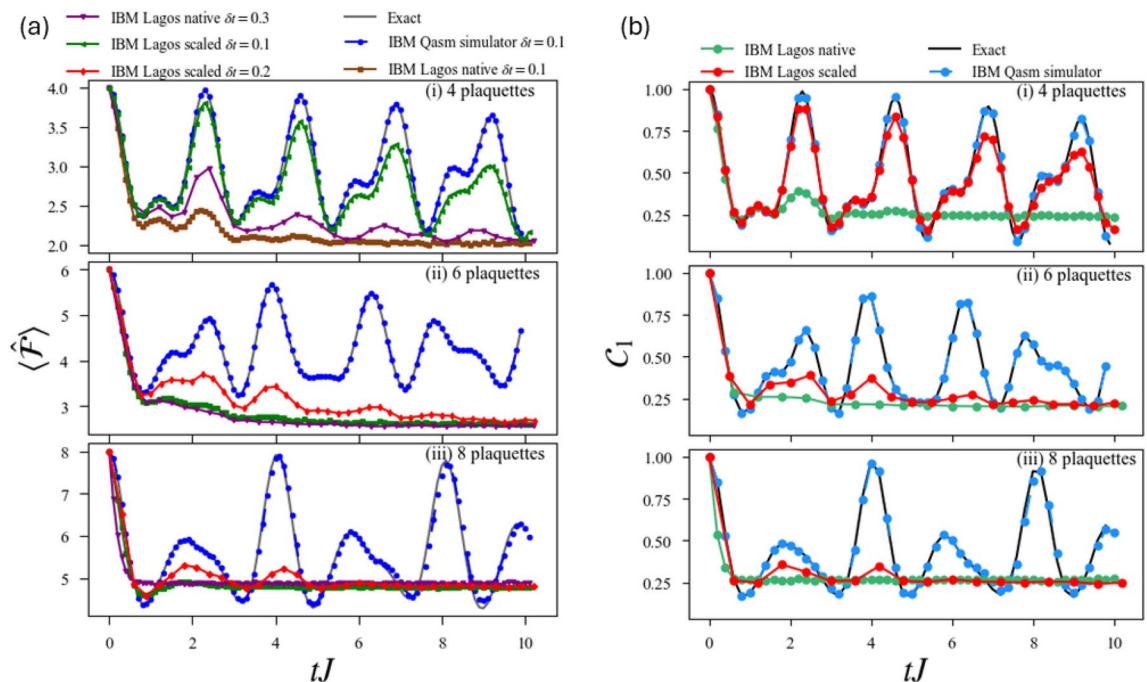 (a)
IBM Lagos native δt = 0.3
IBM Lagos scaled δt = 0.1
IBM Lagos scaled δt = 0.2
Exact
IBM Qasm simulator δt = 0.1
IBM Lagos native δt = 0.1
(i) 4 plaquettes
4.0
3.5
3.0
2.5
2.0
(ii) 6 plaquettes
6
5
4
3
⟨F̂⟩
(iii) 8 plaquettes
8
7
6
5
0 2 4 6 8 10
tJ
(b)
IBM Lagos native
IBM Lagos scaled
Exact
IBM Qasm simulator
(i) 4 plaquettes
1.00
0.75
0.50
0.25
(ii) 6 plaquettes
1.00
0.75
0.50
0.25
C₁
(iii) 8 plaquettes
1.00
0.75
0.50
0.25
0 2 4 6 8 10
tJ